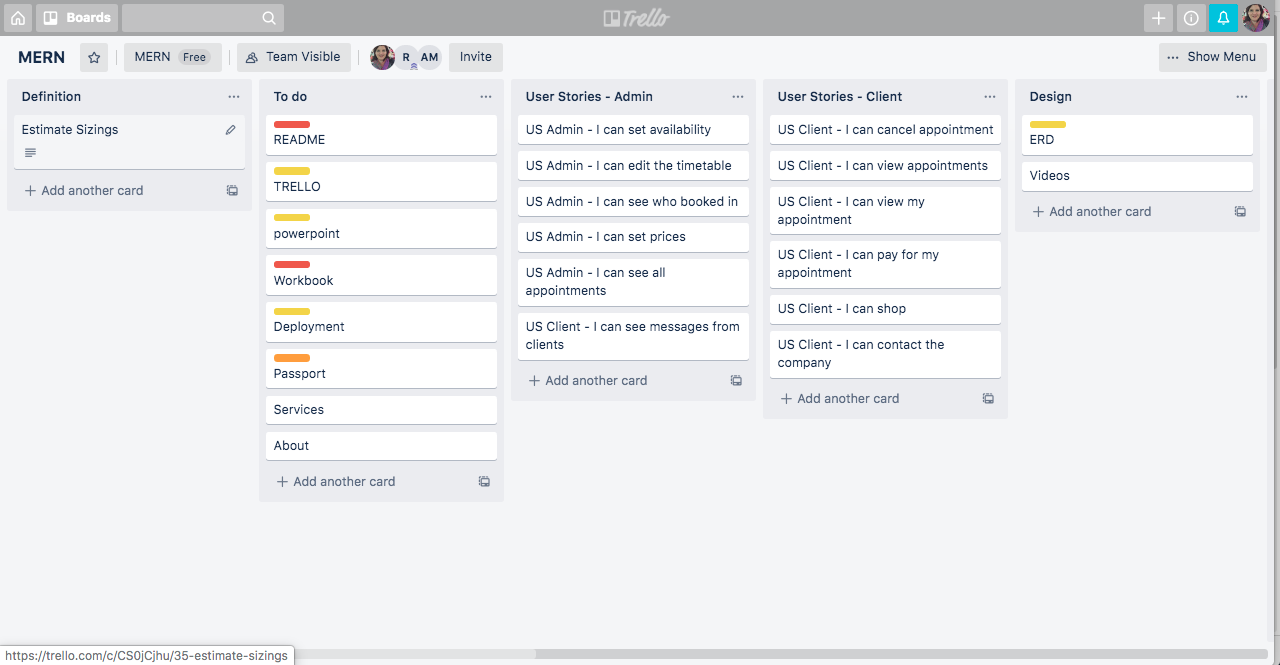 Boards
Trello
MERN
MERN Free
Team Visible
R
AM
Invite
... Show Menu
Definition
Estimate Sizings
+ Add another card
To do
README
TRELLO
powerpoint
Workbook
Deployment
Passport
Services
About
+ Add another card
User Stories - Admin
US Admin - I can set availability
US Admin - I can edit the timetable
US Admin - I can see who booked in
US Admin - I can set prices
US Admin - I can see all
appointments
US Client - I can see messages from
clients
+ Add another card
User Stories - Client
US Client - I can cancel appointment
US Client - I can view appointments
US Client - I can view my
appointment
US Client - I can pay for my
appointment
US Client - I can shop
US Client - I can contact the
company
+ Add another card
Design
ERD
Videos
+ Add another card
https://trello.com/c/CS0jCjhu/35-estimate-sizings